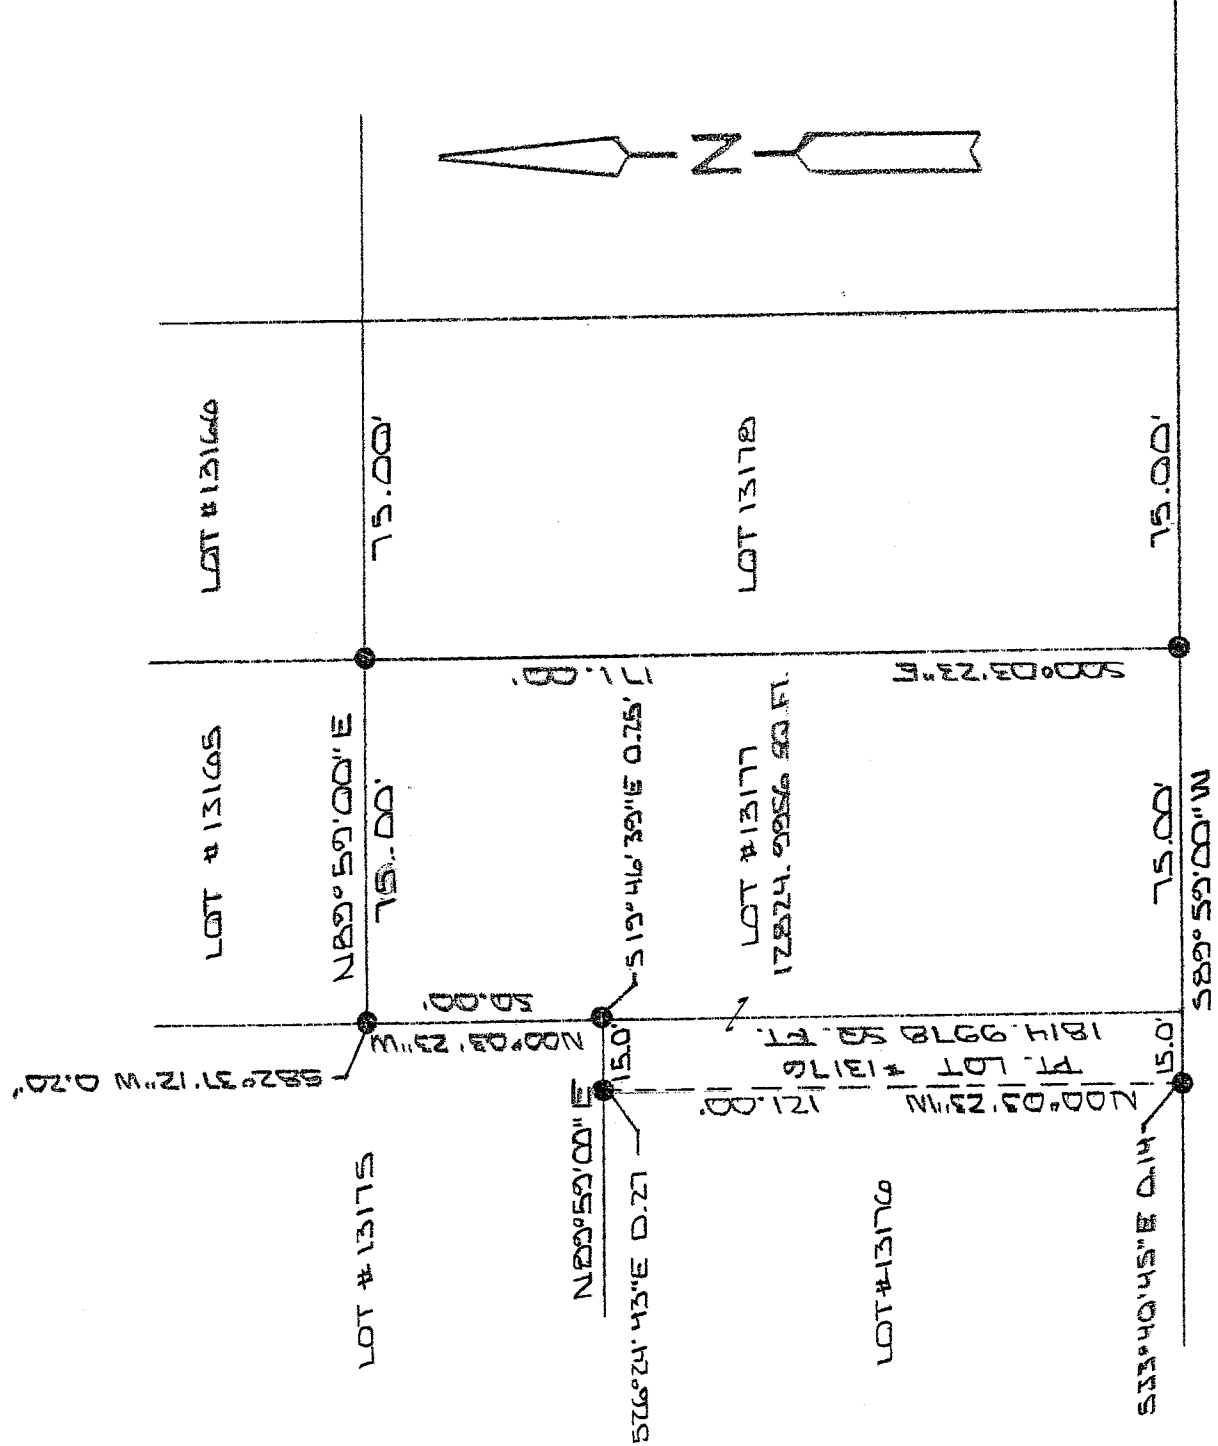 N
LOT #13166
75.00'
LOT 13178
75.00'
LOT #13165
N89°59'00"E
75.00'
171.00'
S00°03'23"E
S19°46'39"E 0.25'
LOT #13177
12824.9566 SQ.FT.
75.00'
S89°59'00"W
50.00'
N00°03'23"W
S82°37'12"W 0.20'
15.0'
1814.9978 SQ. FT.
PT. LOT #13176
15.0'
N00°03'23"W
121.00'
N89°59'00"E
LOT #13175
S26°24'43"E 0.27
LOT #13176
S33°40'45"E 0.14